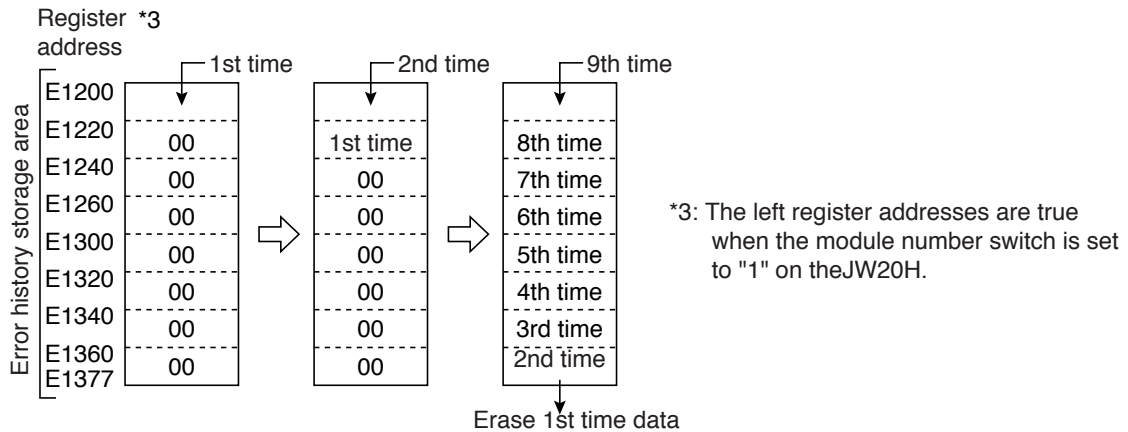 Register *3
address
1st time
2nd time
9th time
Error history storage area
E1200
E1220
E1240
E1260
E1300
E1320
E1340
E1360
E1377
00
00
00
00
00
00
00
1st time
00
00
00
00
00
00
8th time
7th time
6th time
5th time
4th time
3rd time
2nd time
Erase 1st time data
*3: The left register addresses are true
when the module number switch is set
to "1" on theJW20H.